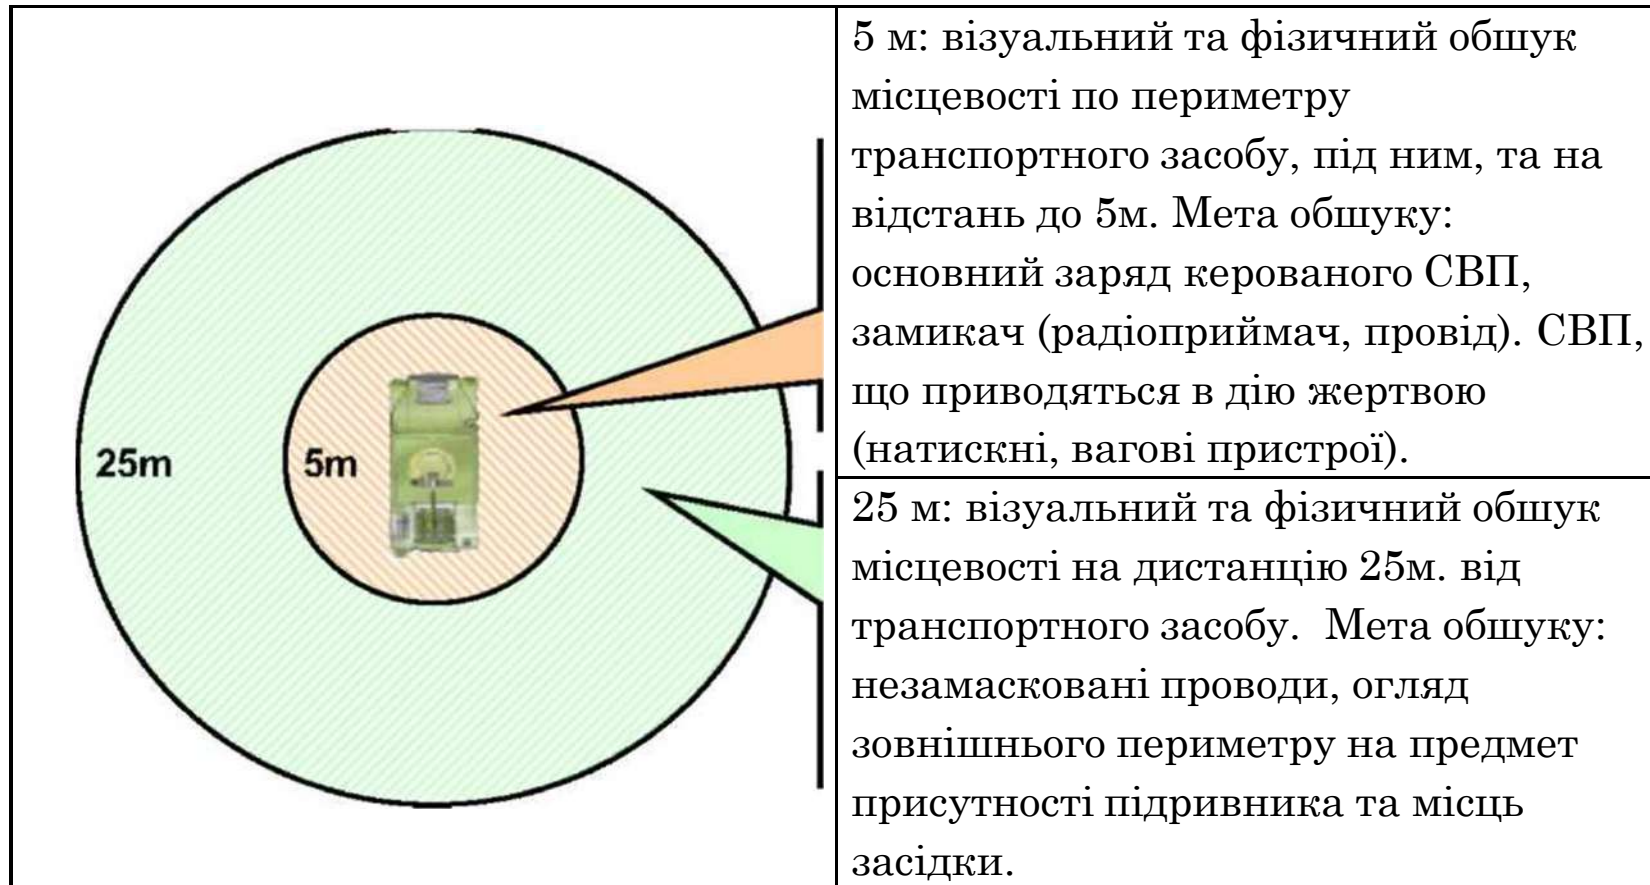 5 м: візуальний та фізичний обшук
місцевості по периметру
транспортного засобу, під ним, та на
відстань до 5м. Мета обшуку:
основний заряд керованого СВП,
замикач (радіоприймач, провід). СВП,
що приводяться в дію жертвою
(натискні, вагові пристрої).
25m
5m
25 м: візуальний та фізичний обшук
місцевості на дистанцію 25м. від
транспортного засобу. Мета обшуку:
незамасковані проводи, огляд
зовнішнього периметру на предмет
присутності підривника та місць
засідки.